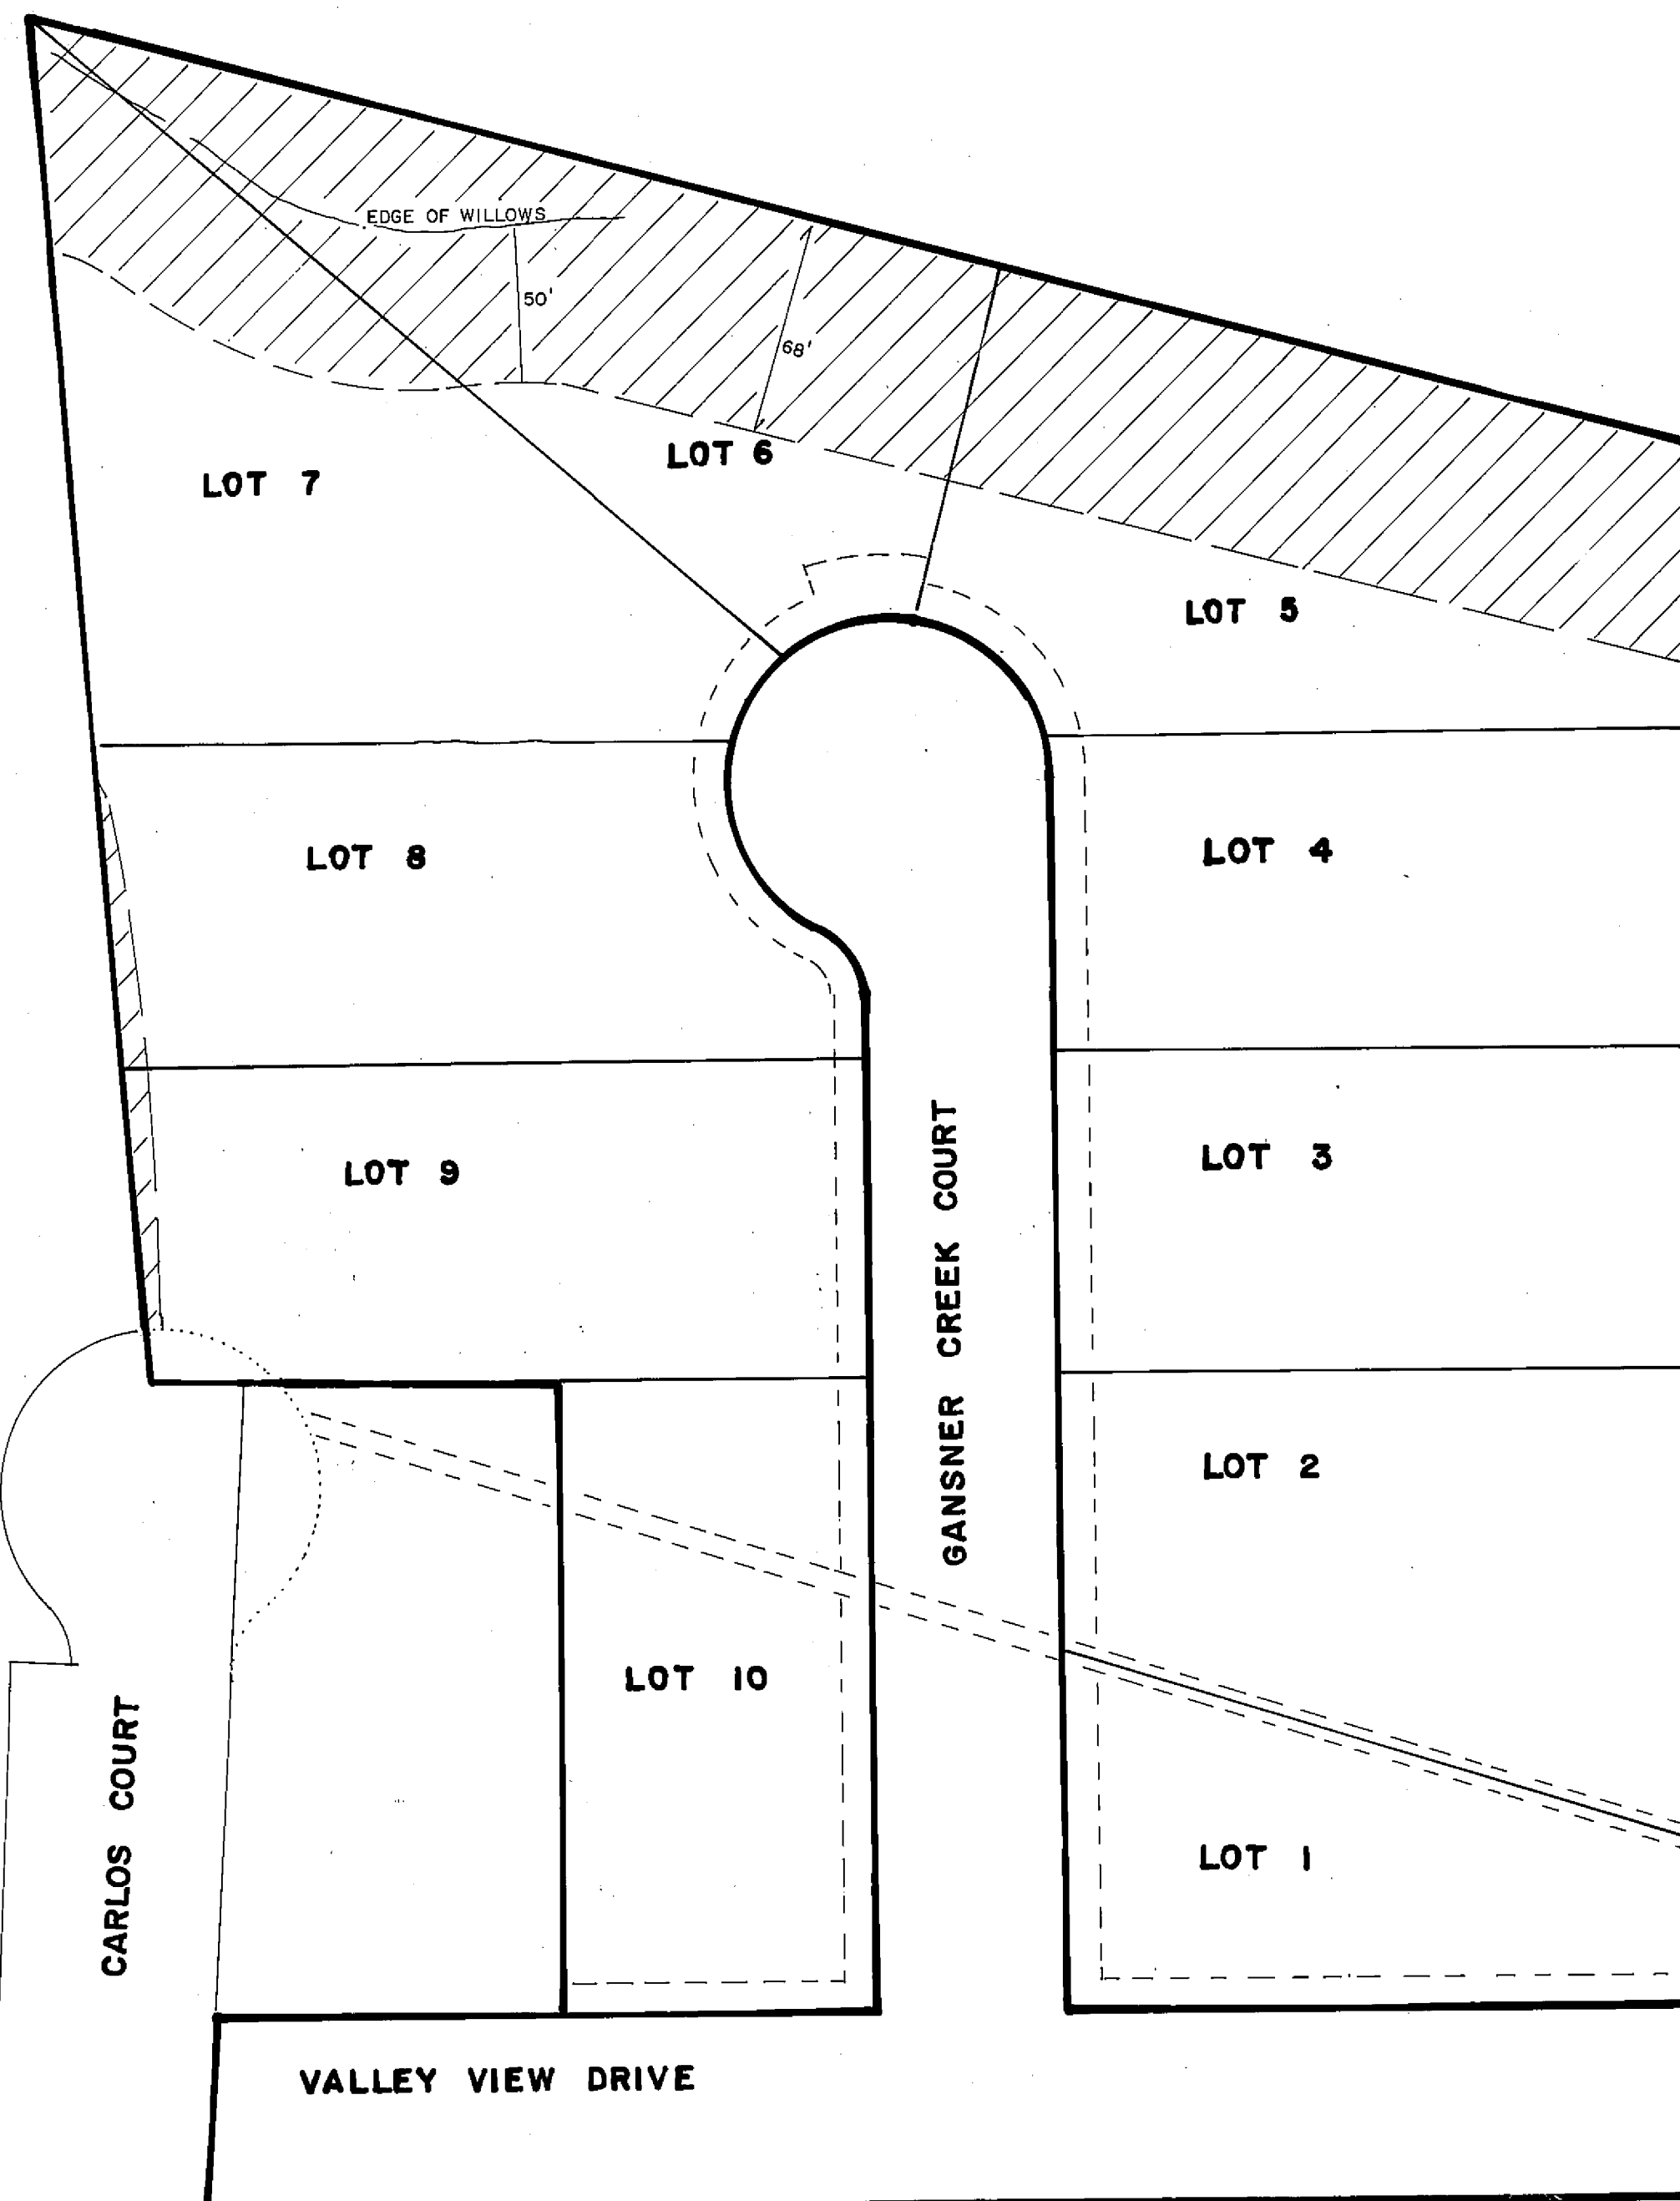 EDGE OF WILLOWS
50'
68'
LOT 6
LOT 7
LOT 5
LOT 8
LOT 4
LOT 9
LOT 3
GANSNER CREEK COURT
LOT 2
LOT 10
CARLOS COURT
LOT 1
VALLEY VIEW DRIVE